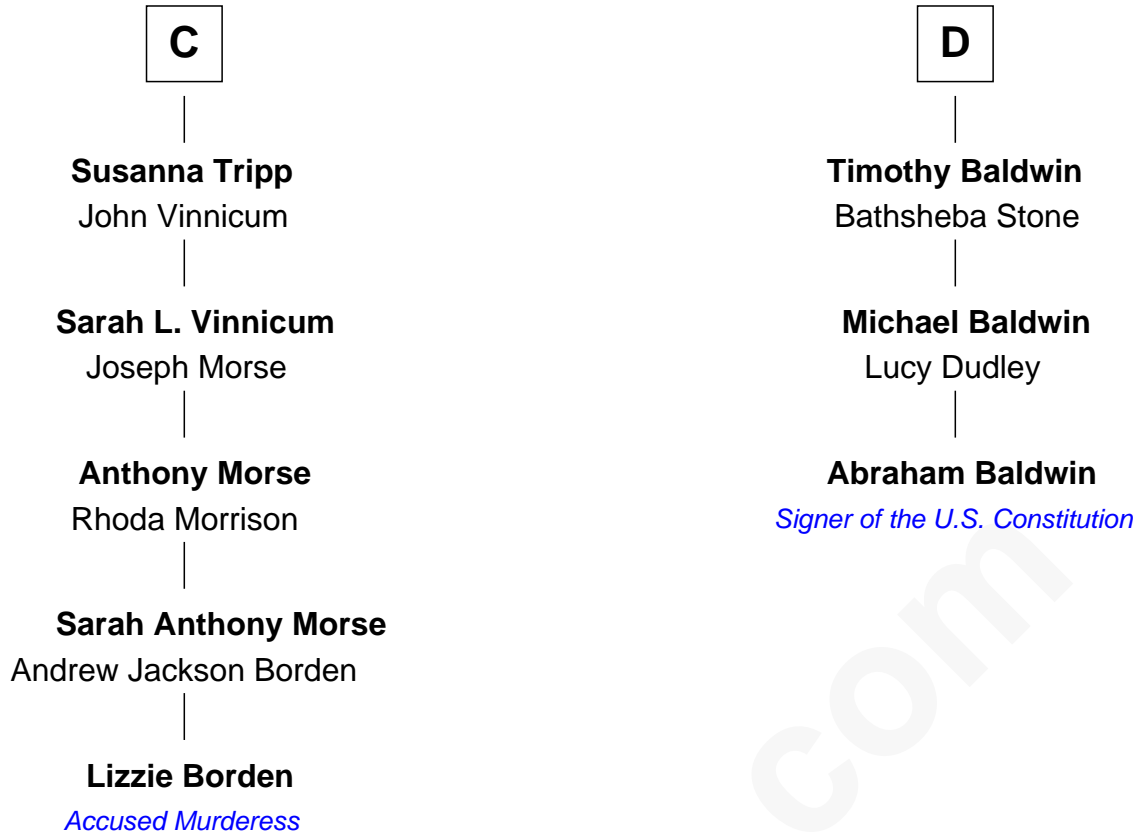 C
Susanna Tripp
John Vinnicum
Sarah L. Vinnicum
Joseph Morse
Anthony Morse
Rhoda Morrison
Sarah Anthony Morse
Andrew Jackson Borden
Lizzie Borden
Accused Murderess
D
Timothy Baldwin
Bathsheba Stone
Michael Baldwin
Lucy Dudley
Abraham Baldwin
Signer of the U.S. Constitution
com